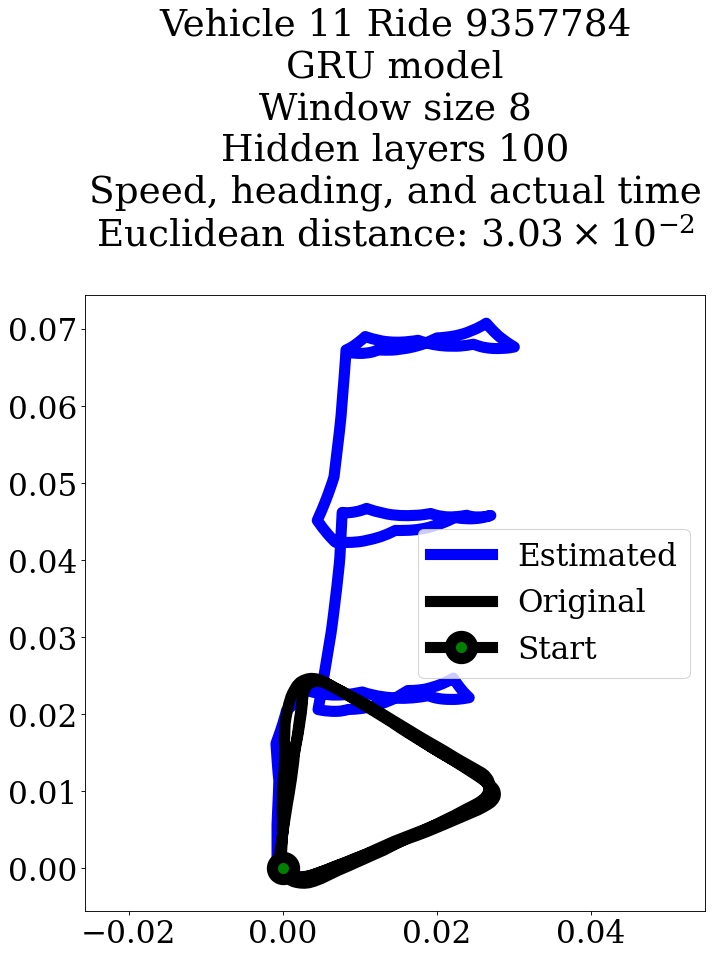 Vehicle 11 Ride 9357784
GRU model
Window size 8
Hidden layers 100
Speed, heading, and actual time
Euclidean distance: 3.03 × 10⁻²
0.07
0.06
0.05
0.04
0.03
0.02
0.01
0.00
Estimated
Original
Start
−0.02 0.00 0.02 0.04